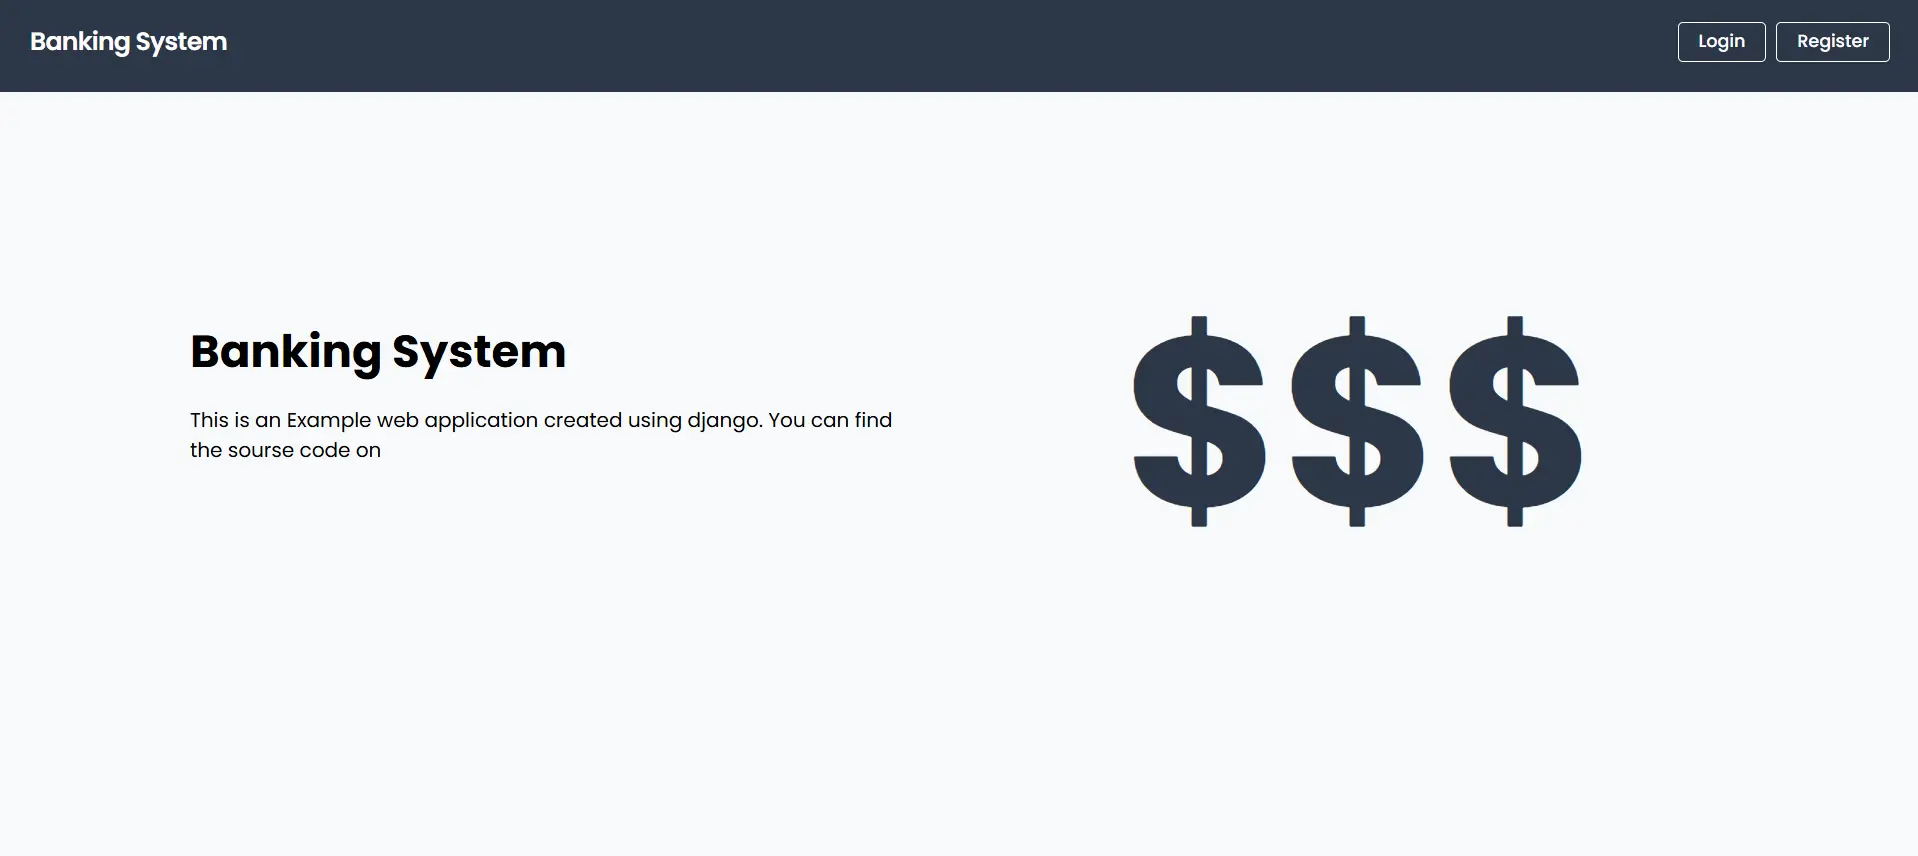 Banking System
Login
Register
Banking System
This is an Example web application created using django. You can find
the sourse code on
$$$